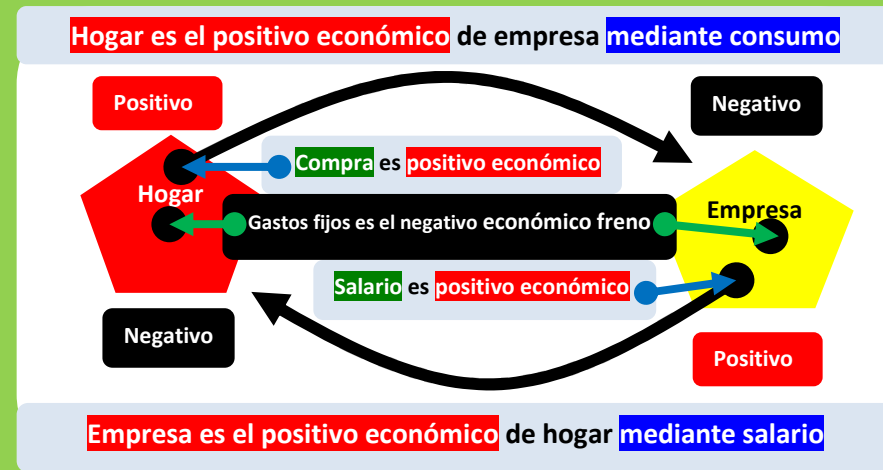 Hogar es el positivo económico de empresa mediante consumo
Positivo
Negativo
Compra es positivo económico
Hogar
Gastos fijos es el negativo económico freno
Empresa
Salario es positivo económico
Negativo
Positivo
Empresa es el positivo económico de hogar mediante salario